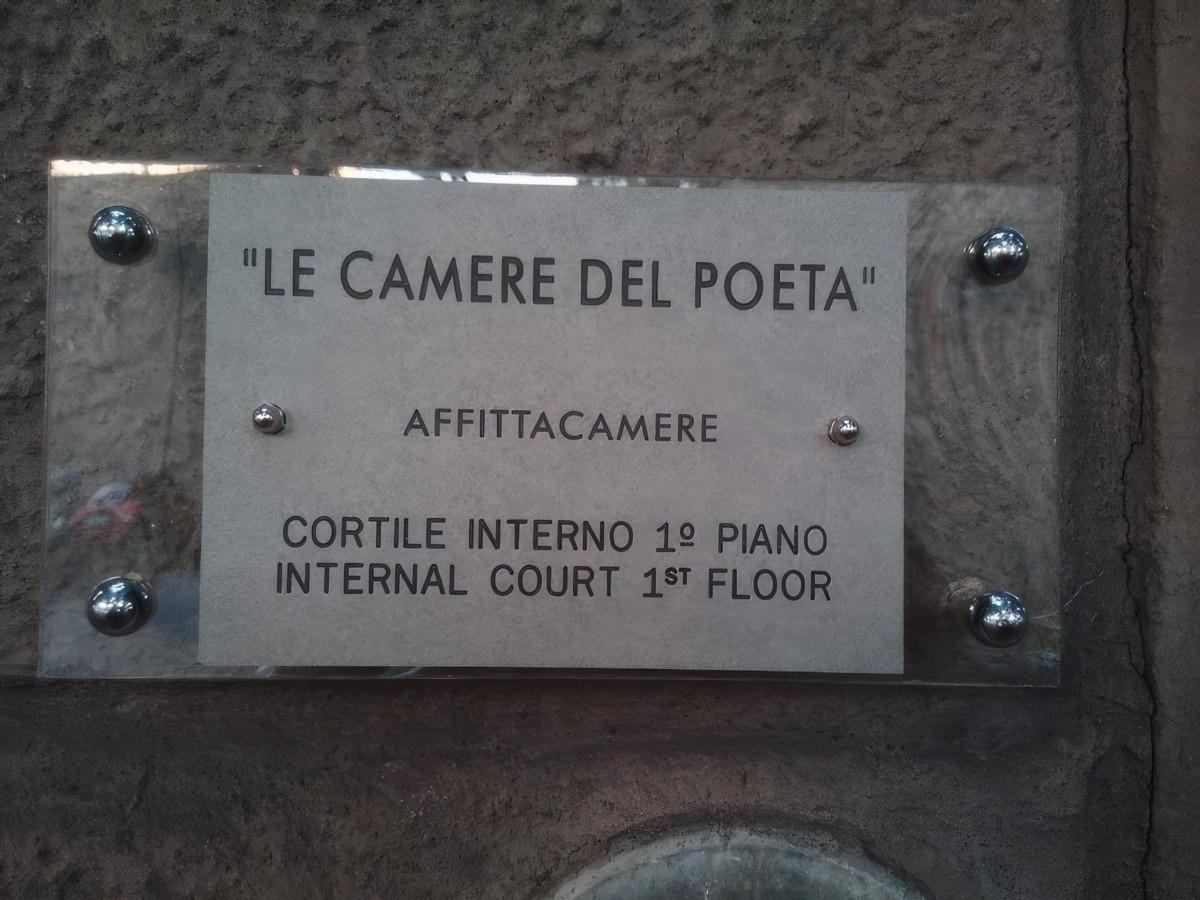 "LE CAMERE DEL POETA"
AFFITTACAMERE
CORTILE INTERNO 1º PIANO
INTERNAL COURT 1ST FLOOR